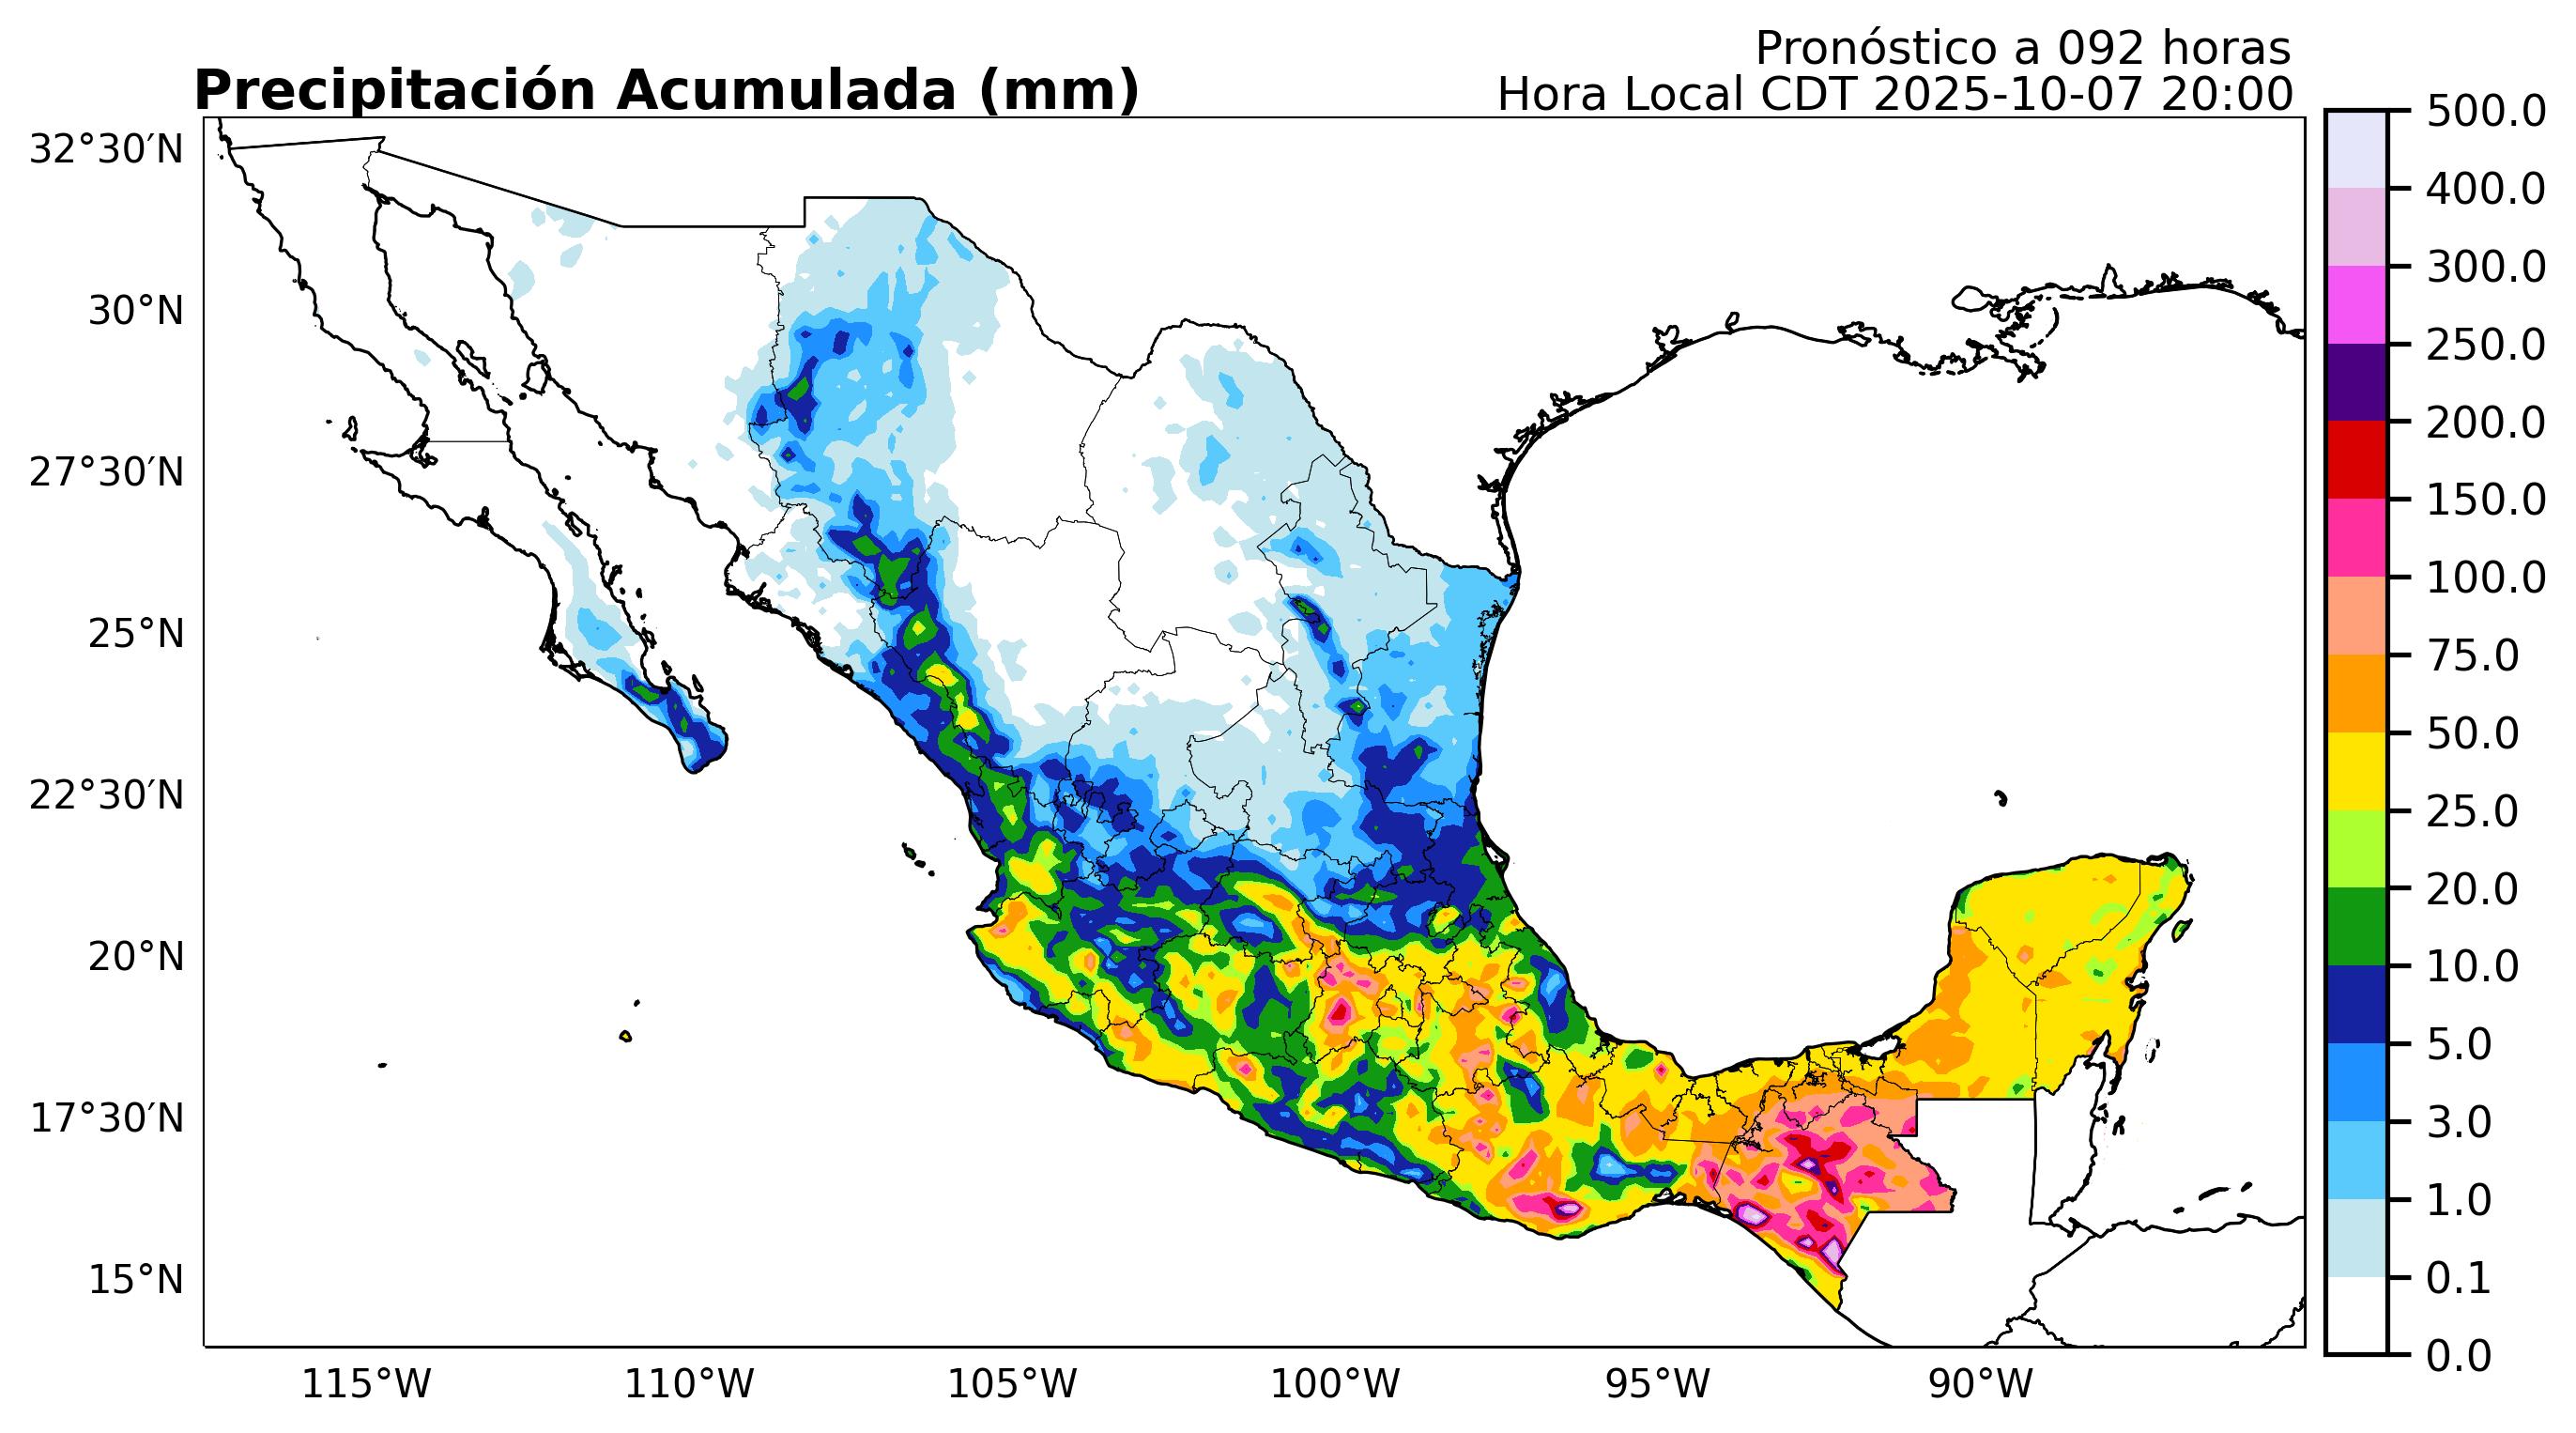 Pronóstico a 092 horas
Precipitación Acumulada (mm)
Hora Local CDT 2025-10-07 20:00
32°30′N
30°N
27°30′N
25°N
22°30′N
20°N
17°30′N
15°N
115°W
110°W
105°W
100°W
95°W
90°W
500.0
400.0
300.0
250.0
200.0
150.0
100.0
75.0
50.0
25.0
20.0
10.0
5.0
3.0
1.0
0.1
0.0